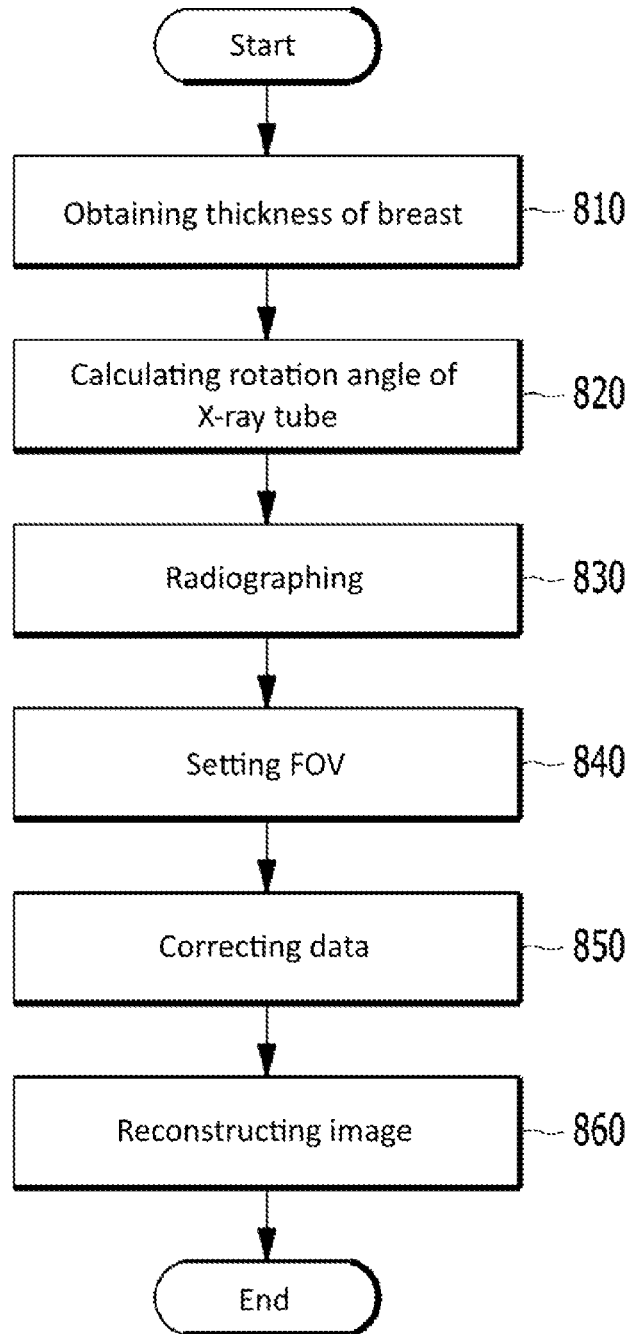 Start
Obtaining thickness of breast
810
Calculating rotation angle of
X-ray tube
820
Radiographing
830
Setting FOV
840
Correcting data
850
Reconstructing image
860
End